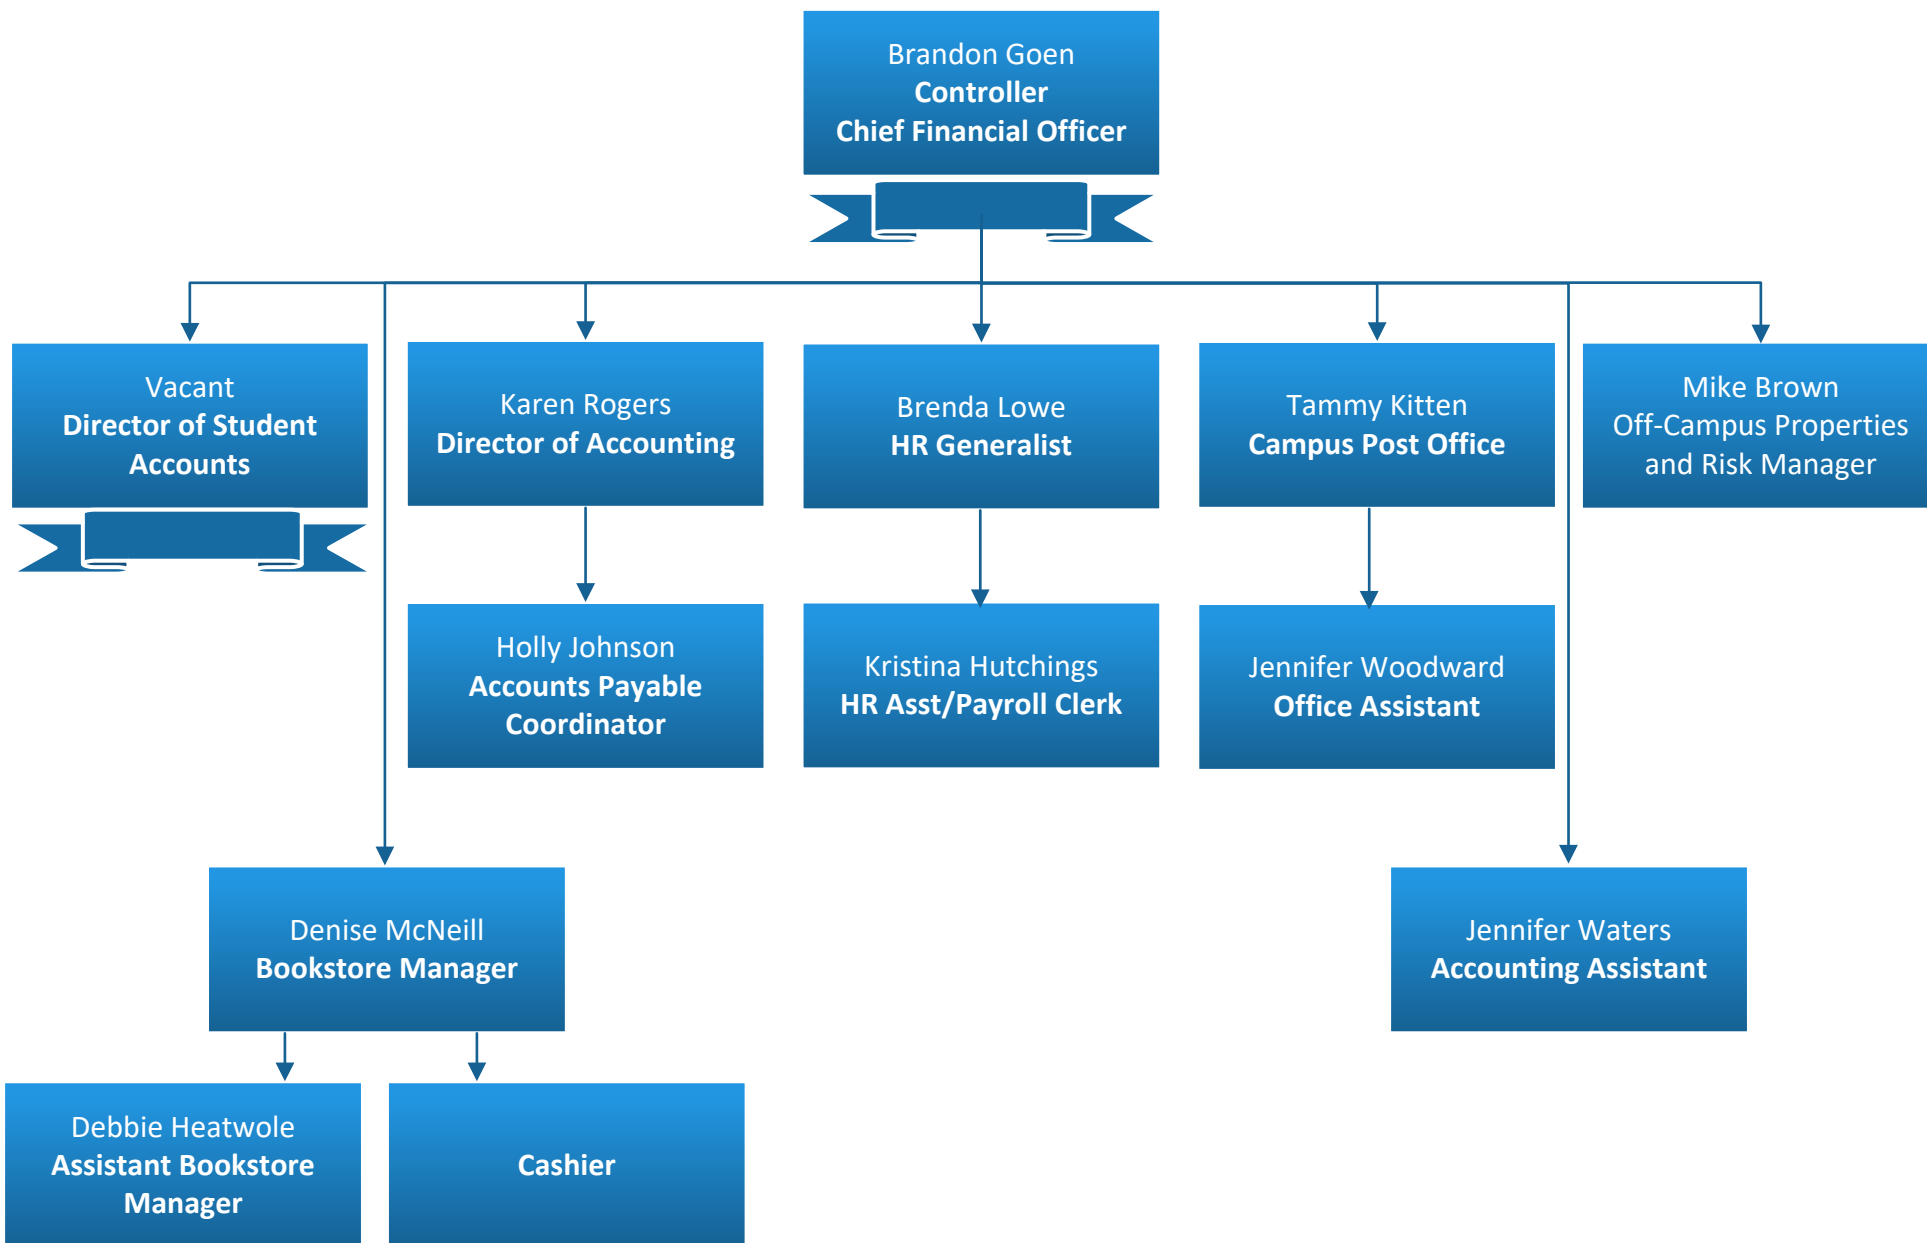 Brandon Goen
Controller
Chief Financial Officer
Vacant
Director of Student
Accounts
Karen Rogers
Director of Accounting
Brenda Lowe
HR Generalist
Tammy Kitten
Campus Post Office
Mike Brown
Off-Campus Properties
and Risk Manager
Holly Johnson
Accounts Payable
Coordinator
Kristina Hutchings
HR Asst/Payroll Clerk
Jennifer Woodward
Office Assistant
Denise McNeill
Bookstore Manager
Jennifer Waters
Accounting Assistant
Debbie Heatwole
Assistant Bookstore
Manager
Cashier